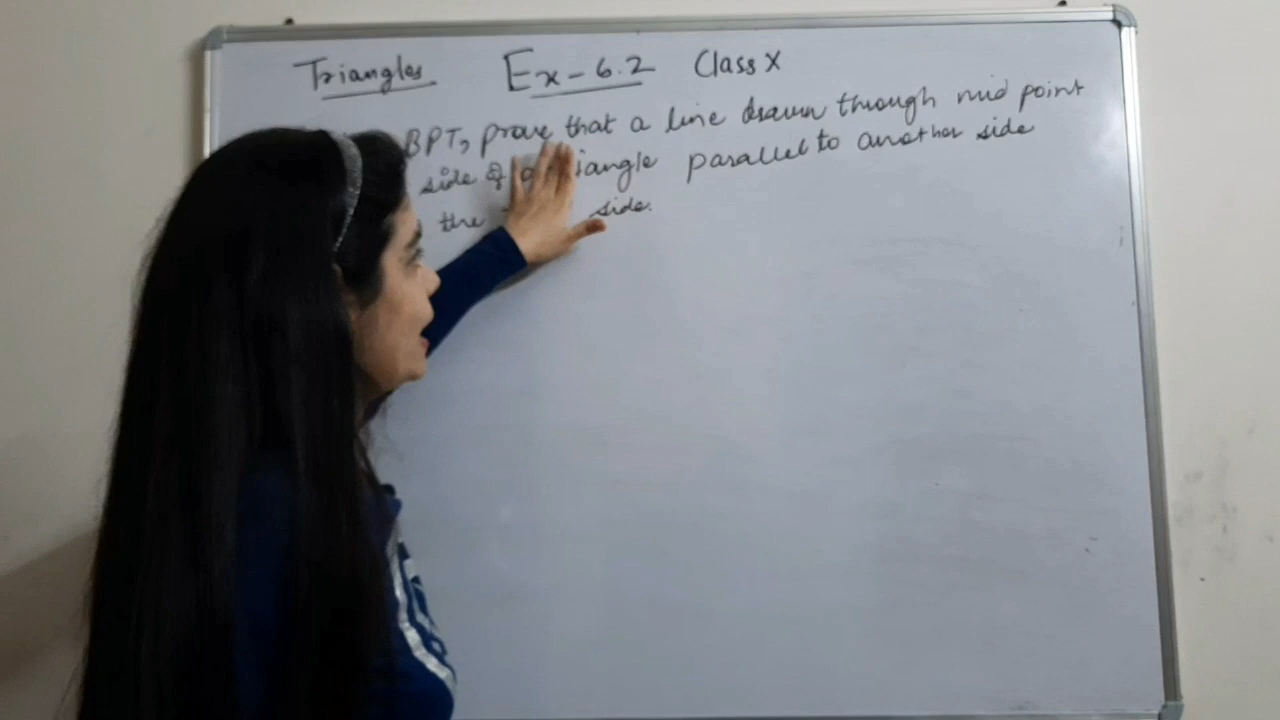 Triangles Ex-6.2 Class X
BPT, prove that a line drawn through mid point
side of triangle parallel to another side
the side.